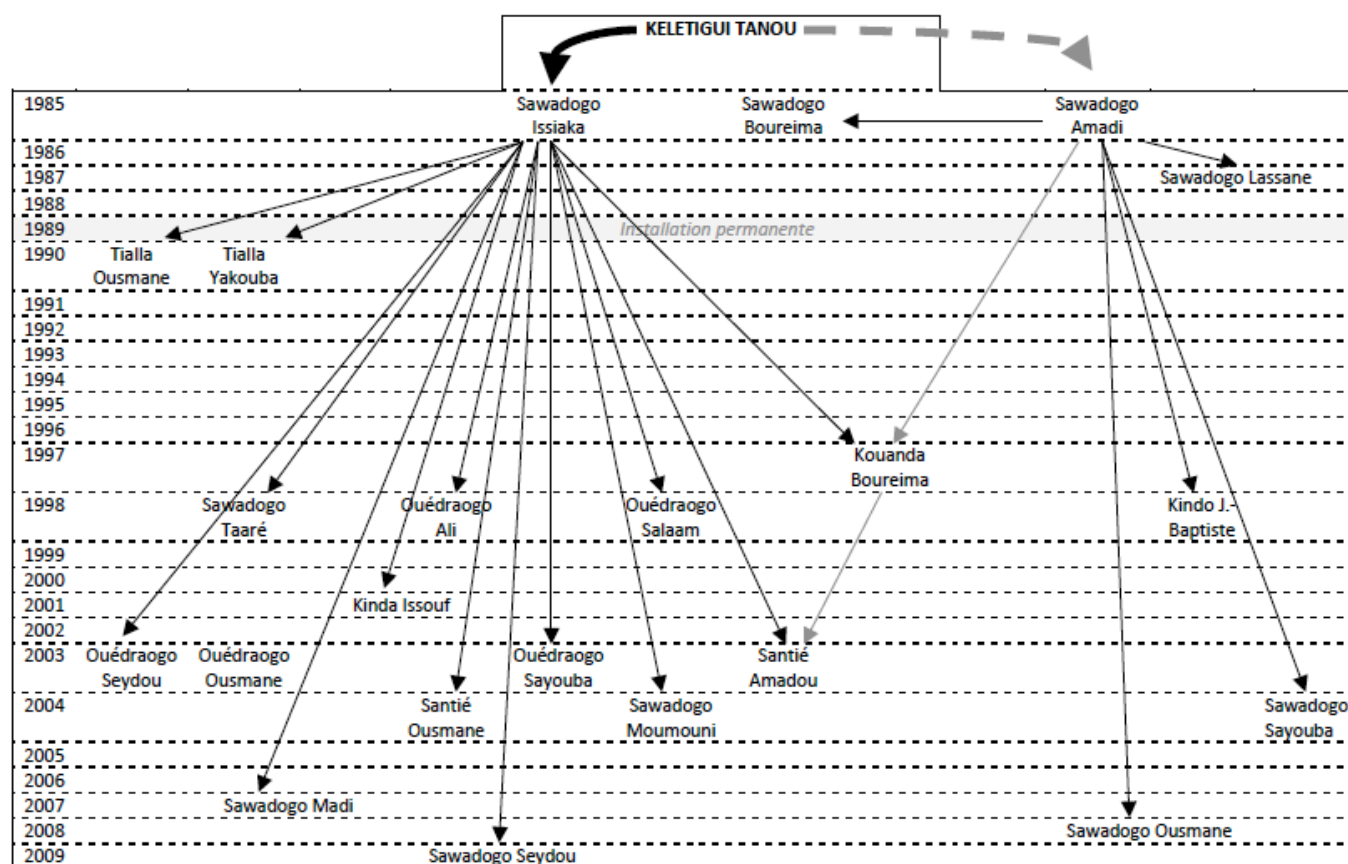 KELETIGUI TANOU
1985
Sawadogo
Issiaka
Sawadogo
Boureima
Sawadogo
Amadi
1986
1987
Sawadogo Lassane
1988
1989
Installation permanente
1990
Tialla
Ousmane
Tialla
Yakouba
1991
1992
1993
1994
1995
1996
1997
Kouanda
Boureima
1998
Sawadogo
Taaré
Ouédraogo
Ali
Ouédraogo
Salaam
Kindo J.-
Baptiste
1999
2000
2001
Kinda Issouf
2002
2003
Ouédraogo
Seydou
Ouédraogo
Ousmane
Ouédraogo
Sayouba
Santié
Amadou
2004
Santié
Ousmane
Sawadogo
Moumouni
Sawadogo
Sayouba
2005
2006
2007
Sawadogo Madi
2008
Sawadogo Ousmane
2009
Sawadogo Seydou